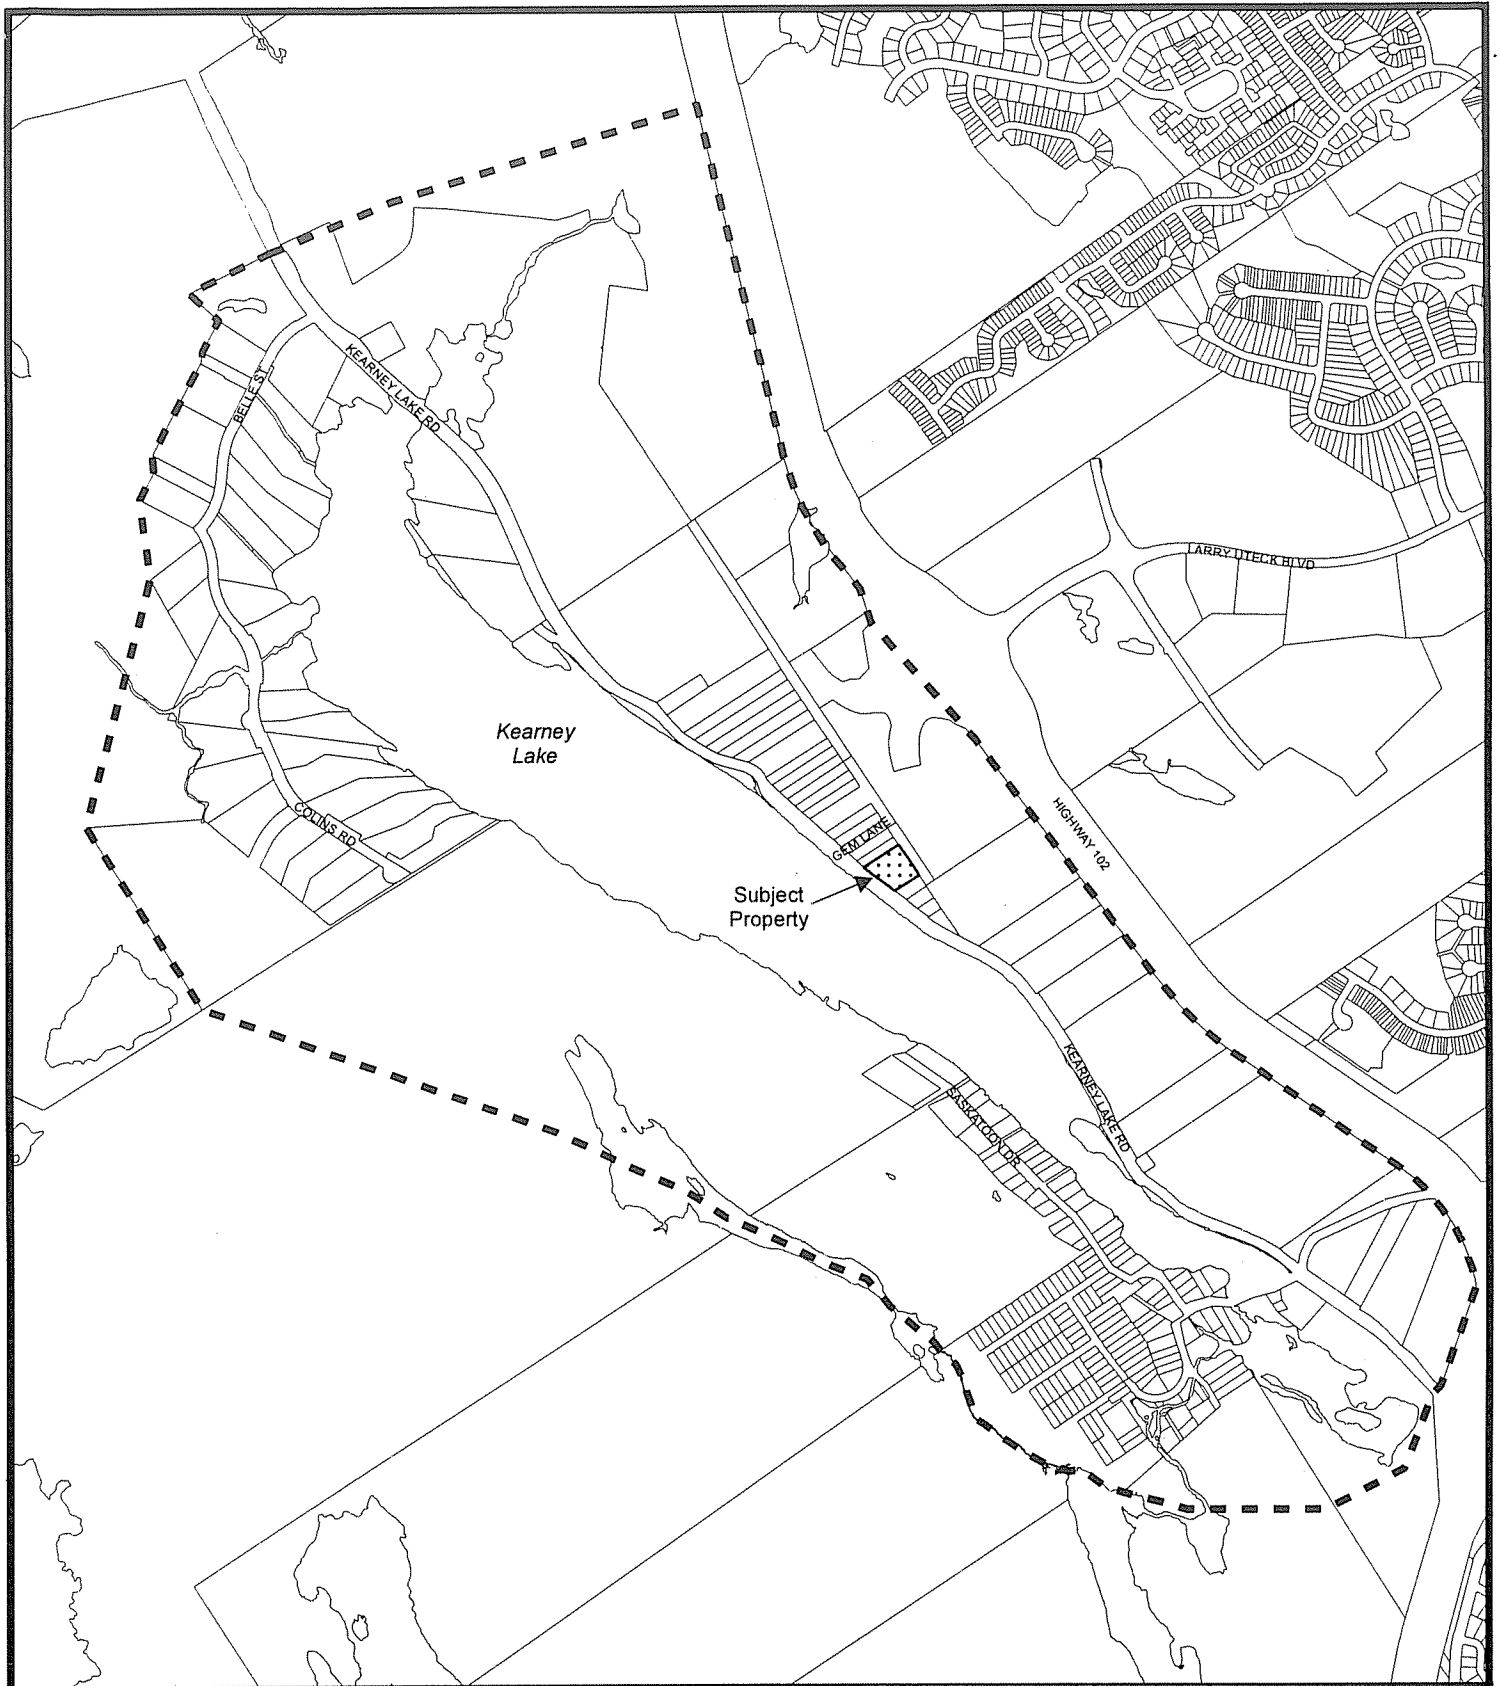 KEARNEY LAKE RD
BELLE ST
LARRY UTECK BLVD
Kearney
Lake
HIGHWAY 102
COLINS RD
GEM LANE
Subject
Property
KEARNEY LAKE RD
SASKATOON DR